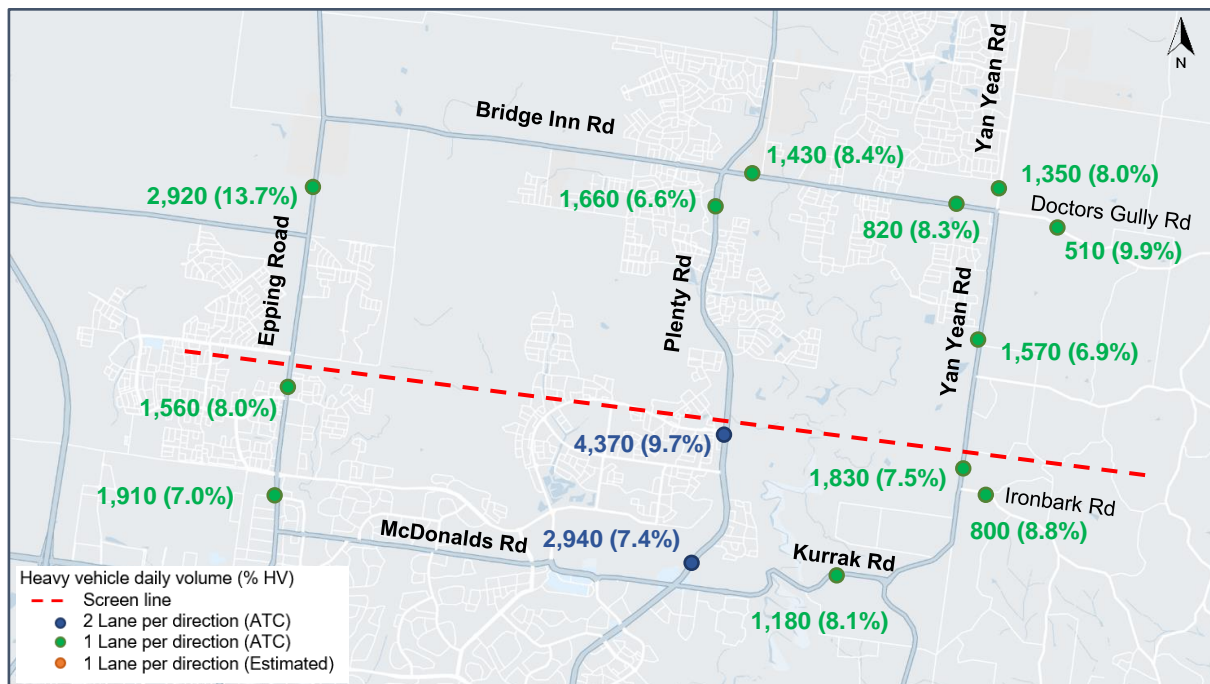 N
Yan Yean Rd
Bridge Inn Rd
1,430 (8.4%)
1,350 (8.0%)
2,920 (13.7%)
1,660 (6.6%)
Doctors Gully Rd
820 (8.3%)
510 (9.9%)
Epping Road
Plenty Rd
Yan Yean Rd
1,570 (6.9%)
1,560 (8.0%)
4,370 (9.7%)
1,830 (7.5%)
1,910 (7.0%)
Ironbark Rd
800 (8.8%)
McDonalds Rd
2,940 (7.4%)
Kurrak Rd
1,180 (8.1%)
Heavy vehicle daily volume (% HV)
Screen line
2 Lane per direction (ATC)
1 Lane per direction (ATC)
1 Lane per direction (Estimated)